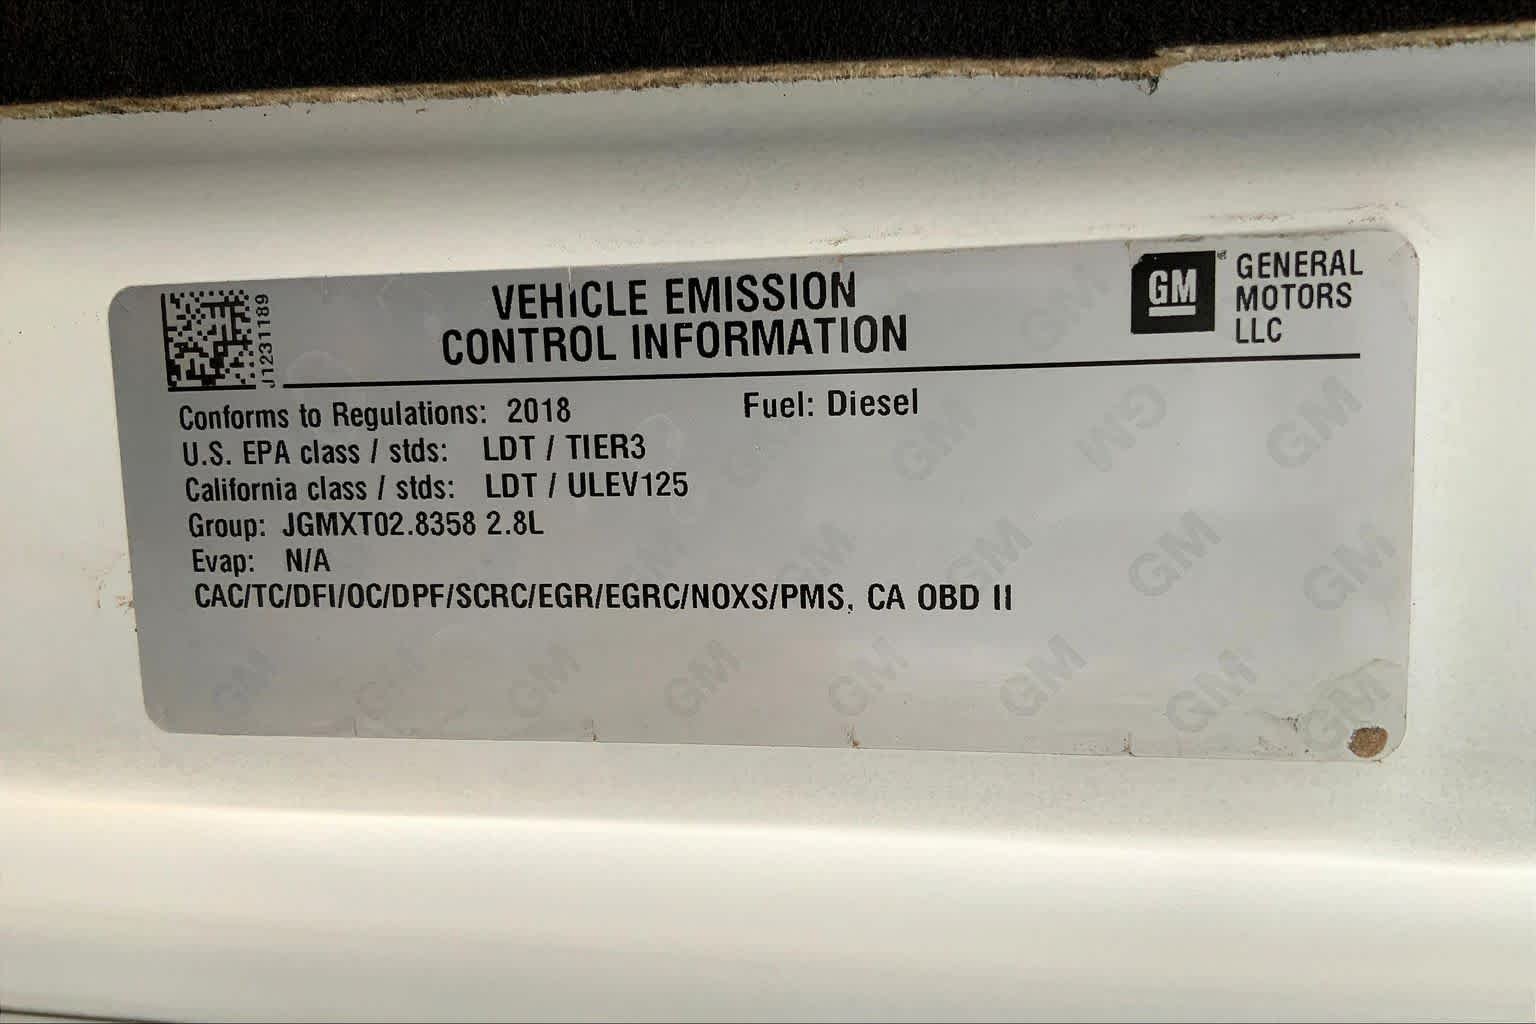 J1231189
VEHICLE EMISSION
CONTROL INFORMATION
GM
GENERAL
MOTORS
LLC
Conforms to Regulations: 2018
Fuel: Diesel
U.S. EPA class / stds: LDT / TIER3
California class / stds: LDT / ULEV125
Group: JGMXT02.8358 2.8L
Evap: N/A
CAC/TC/DFI/OC/DPF/SCRC/EGR/EGRC/NOXS/PMS, CA OBD II